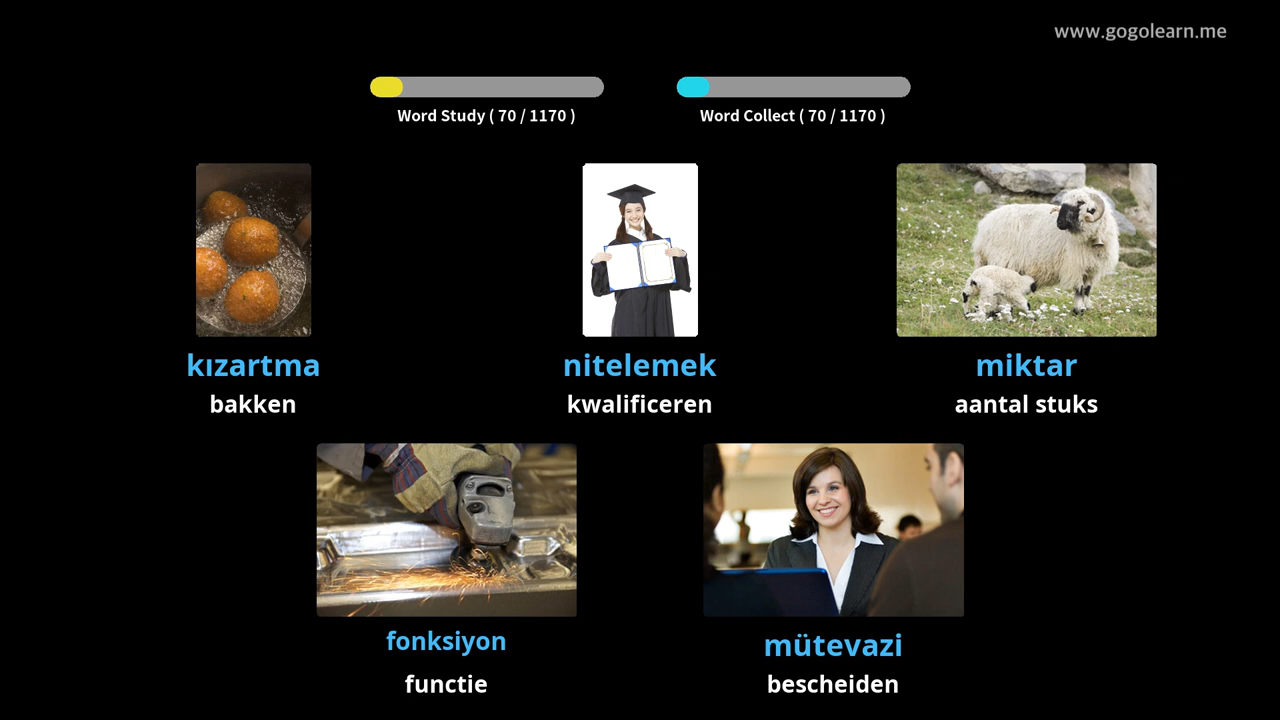 www.gogolearn.me
Word Study ( 70 / 1170 )
Word Collect ( 70 / 1170 )
kızartma
bakken
nitelemek
kwalificeren
miktar
aantal stuks
fonksiyon
functie
mütevazi
bescheiden